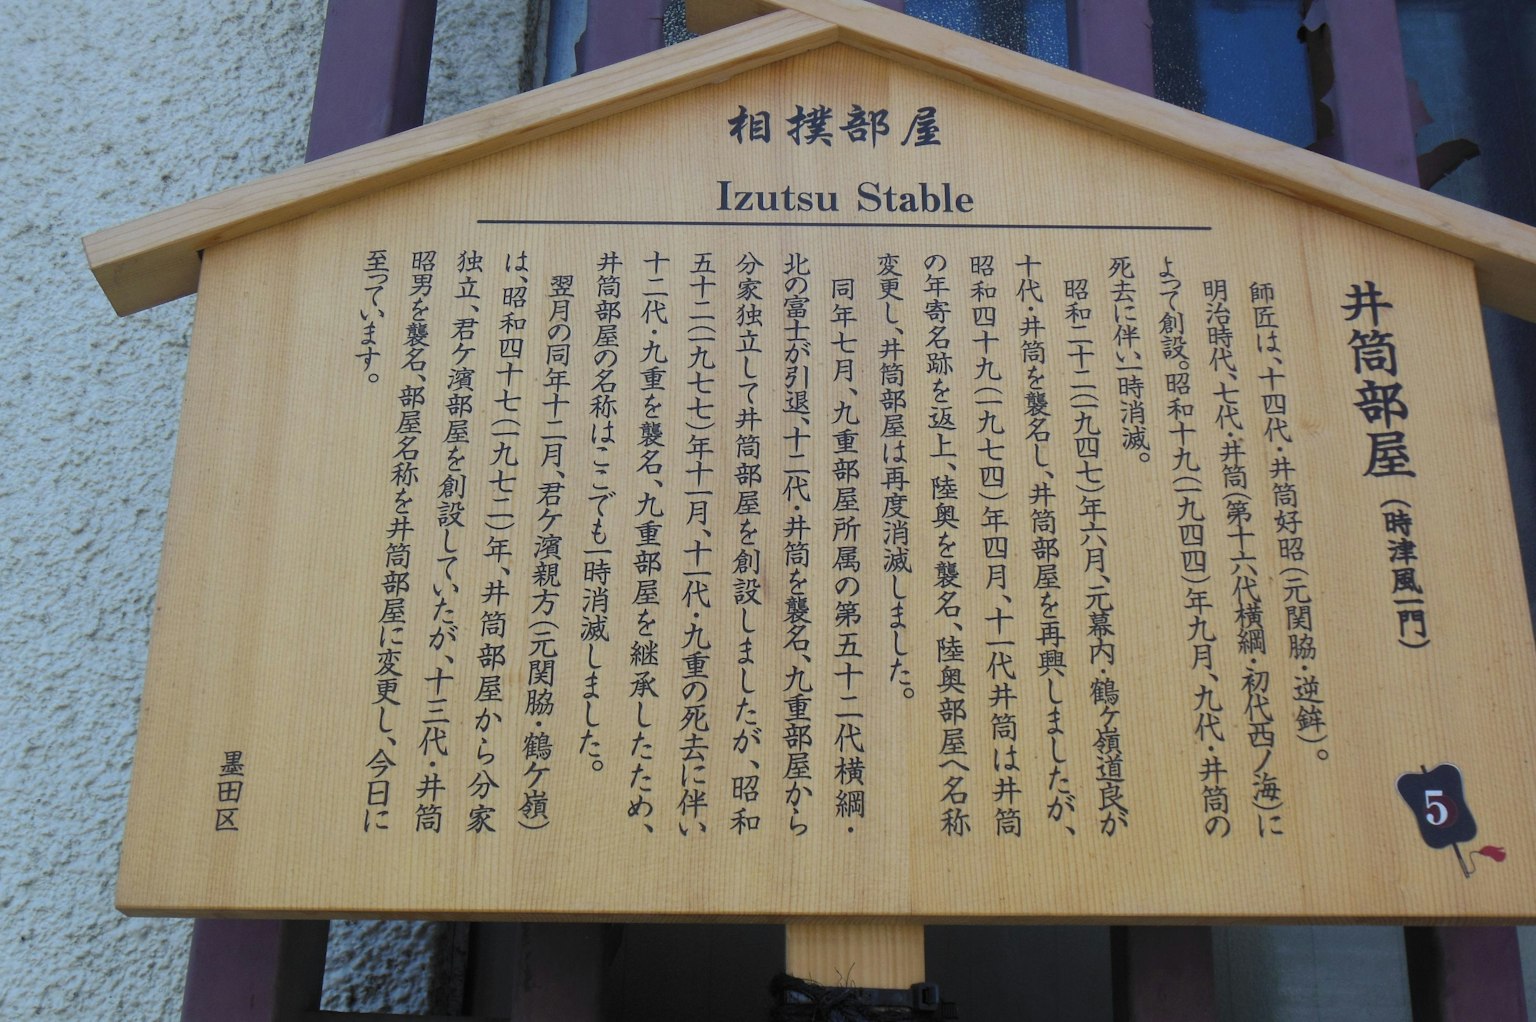 相撲部屋
Izutsu Stable
井筒部屋(時津風一門)
師匠は、十四代・井筒好昭(元関脇・逆鉾)。
明治時代、七代・井筒(第十六代横綱・初代西ノ海)に
よって創設。昭和十九(一九四四)年九月、九代・井筒の
死去に伴い一時消滅。
昭和二十二(一九四七)年六月、元幕内・鶴ケ嶺道良が
十代・井筒を襲名し、井筒部屋を再興しましたが、
昭和四十九(一九七四)年四月、十一代井筒は井筒
の年寄名跡を返上、陸奥を襲名、陸奥部屋へ名称
変更し、井筒部屋は再度消滅しました。
同年七月、九重部屋所属の第五十二代横綱・
北の富士が引退、十二代・井筒を襲名、九重部屋から
分家独立して井筒部屋を創設しましたが、昭和
五十二(一九七七)年十一月、十一代・九重の死去に伴い
十二代・九重を襲名、九重部屋を継承したため、
井筒部屋の名称はここでも一時消滅しました。
翌月の同年十二月、君ケ濱親方(元関脇・鶴ケ嶺)
は、昭和四十七(一九七二)年、井筒部屋から分家
独立、君ケ濱部屋を創設していたが、十三代・井筒
昭男を襲名、部屋名称を井筒部屋に変更し、今日に
至っています。
墨田区
5